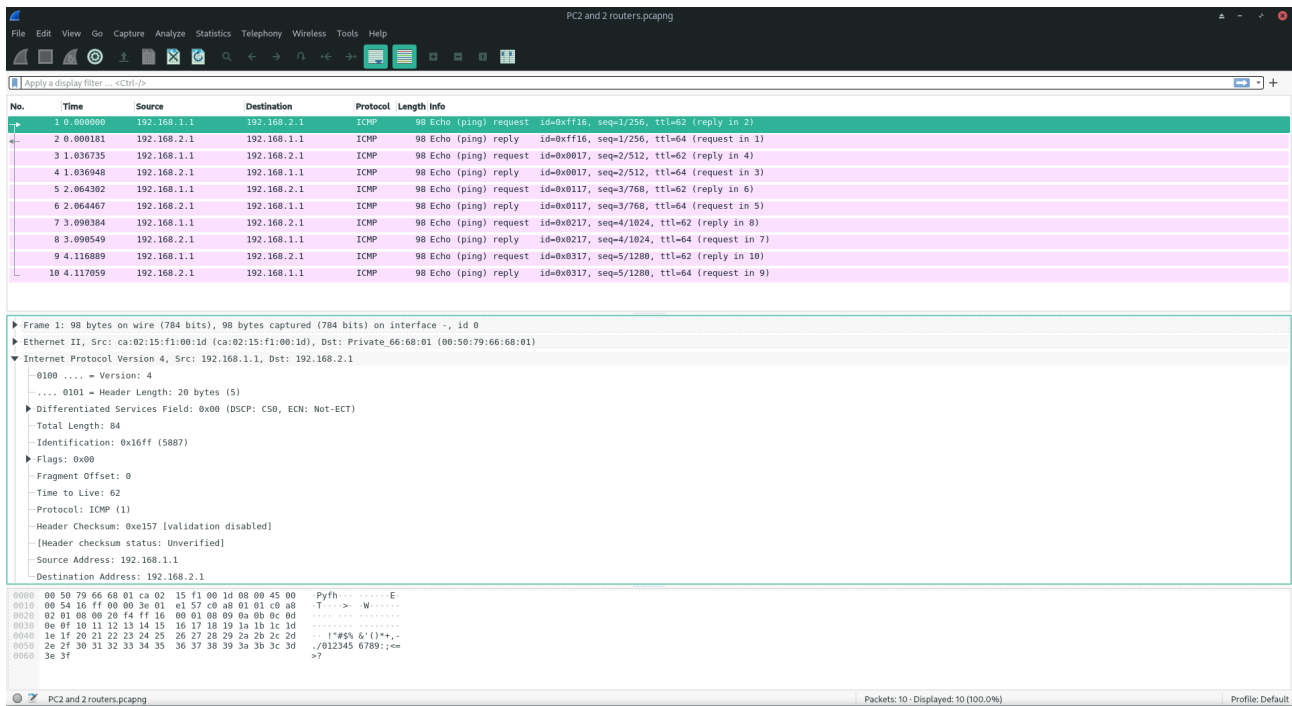 PC2 and 2 routers.pcapng
File Edit View Go Capture Analyze Statistics Telephony Wireless Tools Help
Apply a display filter ... <Ctrl-/>
No. Time Source Destination Protocol Length Info
1 0.000000 192.168.1.1 192.168.2.1 ICMP 98 Echo (ping) request id=0xff16, seq=1/256, ttl=62 (reply in 2)
2 0.000181 192.168.2.1 192.168.1.1 ICMP 98 Echo (ping) reply id=0xff16, seq=1/256, ttl=64 (request in 1)
3 1.036735 192.168.1.1 192.168.2.1 ICMP 98 Echo (ping) request id=0x0017, seq=2/512, ttl=62 (reply in 4)
4 1.036948 192.168.2.1 192.168.1.1 ICMP 98 Echo (ping) reply id=0x0017, seq=2/512, ttl=64 (request in 3)
5 2.064302 192.168.1.1 192.168.2.1 ICMP 98 Echo (ping) request id=0x0117, seq=3/768, ttl=62 (reply in 6)
6 2.064467 192.168.2.1 192.168.1.1 ICMP 98 Echo (ping) reply id=0x0117, seq=3/768, ttl=64 (request in 5)
7 3.090384 192.168.1.1 192.168.2.1 ICMP 98 Echo (ping) request id=0x0217, seq=4/1024, ttl=62 (reply in 8)
8 3.090549 192.168.2.1 192.168.1.1 ICMP 98 Echo (ping) reply id=0x0217, seq=4/1024, ttl=64 (request in 7)
9 4.116889 192.168.1.1 192.168.2.1 ICMP 98 Echo (ping) request id=0x0317, seq=5/1280, ttl=62 (reply in 10)
10 4.117059 192.168.2.1 192.168.1.1 ICMP 98 Echo (ping) reply id=0x0317, seq=5/1280, ttl=64 (request in 9)
Frame 1: 98 bytes on wire (784 bits), 98 bytes captured (784 bits) on interface -, id 0
Ethernet II, Src: ca:02:15:f1:00:1d (ca:02:15:f1:00:1d), Dst: Private_66:68:01 (00:50:79:66:68:01)
Internet Protocol Version 4, Src: 192.168.1.1, Dst: 192.168.2.1
0100 .... = Version: 4
.... 0101 = Header Length: 20 bytes (5)
Differentiated Services Field: 0x00 (DSCP: CS0, ECN: Not-ECT)
Total Length: 84
Identification: 0x16ff (5887)
Flags: 0x00
Fragment Offset: 0
Time to Live: 62
Protocol: ICMP (1)
Header Checksum: 0xe157 [validation disabled]
[Header checksum status: Unverified]
Source Address: 192.168.1.1
Destination Address: 192.168.2.1
0000 00 50 79 66 68 01 ca 02 15 f1 00 1d 08 00 45 00 ·Pyfh··· ······E·
0010 00 54 16 ff 00 00 3e 01 e1 57 c0 a8 01 01 c0 a8 ·T····>· ·W······
0020 02 01 08 00 20 f4 ff 16 00 01 08 09 0a 0b 0c 0d ···· ··· ········
0030 0e 0f 10 11 12 13 14 15 16 17 18 19 1a 1b 1c 1d ········ ········
0040 1e 1f 20 21 22 23 24 25 26 27 28 29 2a 2b 2c 2d ·· !"#$% &'()*+,-
0050 2e 2f 30 31 32 33 34 35 36 37 38 39 3a 3b 3c 3d ./012345 6789:;<=
0060 3e 3f >?
PC2 and 2 routers.pcapng Packets: 10 · Displayed: 10 (100.0%) Profile: Default